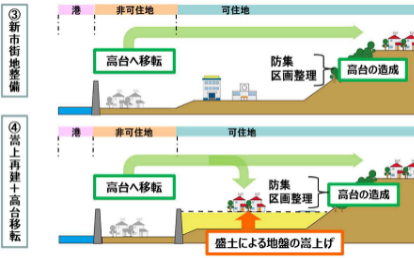 ③新市街地整備
港
非可住地
可住地
高台へ移転
防集
区画整理
高台の造成
④嵩上再建＋高台移転
港
非可住地
可住地
高台へ移転
防集
区画整理
高台の造成
盛土による地盤の嵩上げ